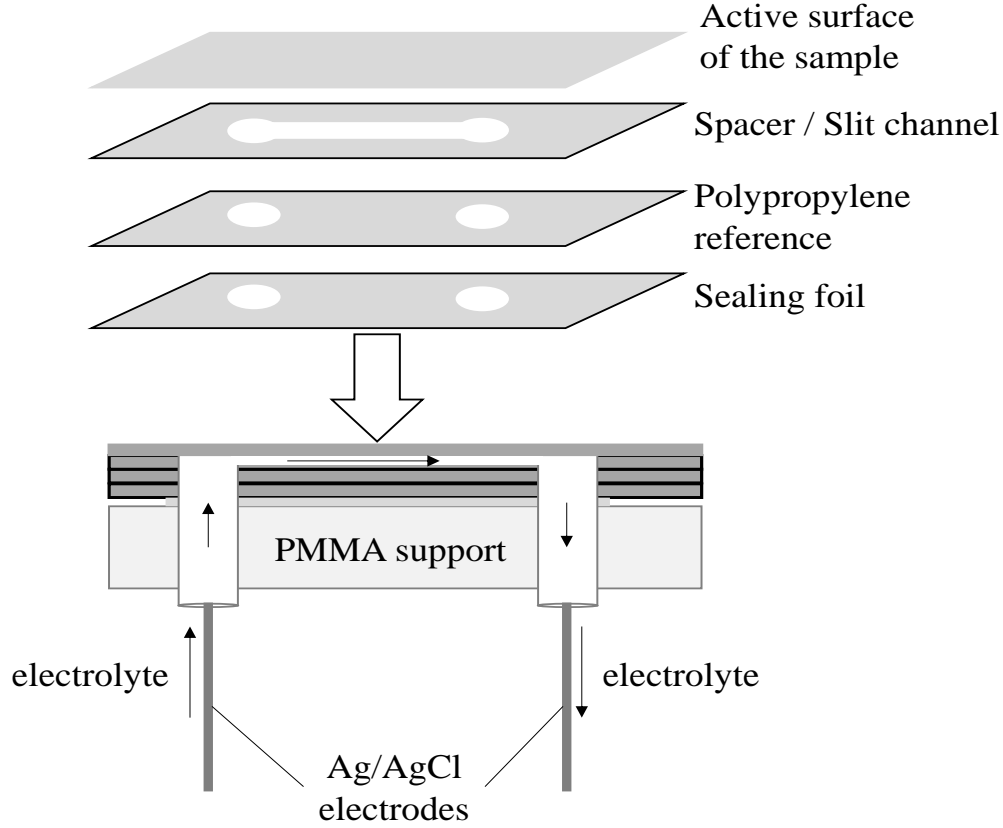 Active surface
of the sample
Spacer / Slit channel
Polypropylene
reference
Sealing foil
PMMA support
electrolyte
electrolyte
Ag/AgCl
electrodes